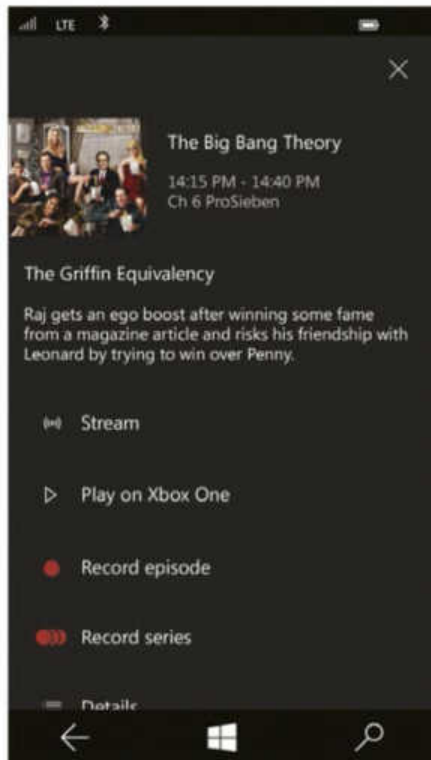 LTE
The Big Bang Theory
14:15 PM - 14:40 PM
Ch 6 ProSieben
The Griffin Equivalency
Raj gets an ego boost after winning some fame
from a magazine article and risks his friendship with
Leonard by trying to win over Penny.
Stream
Play on Xbox One
Record episode
Record series
Details